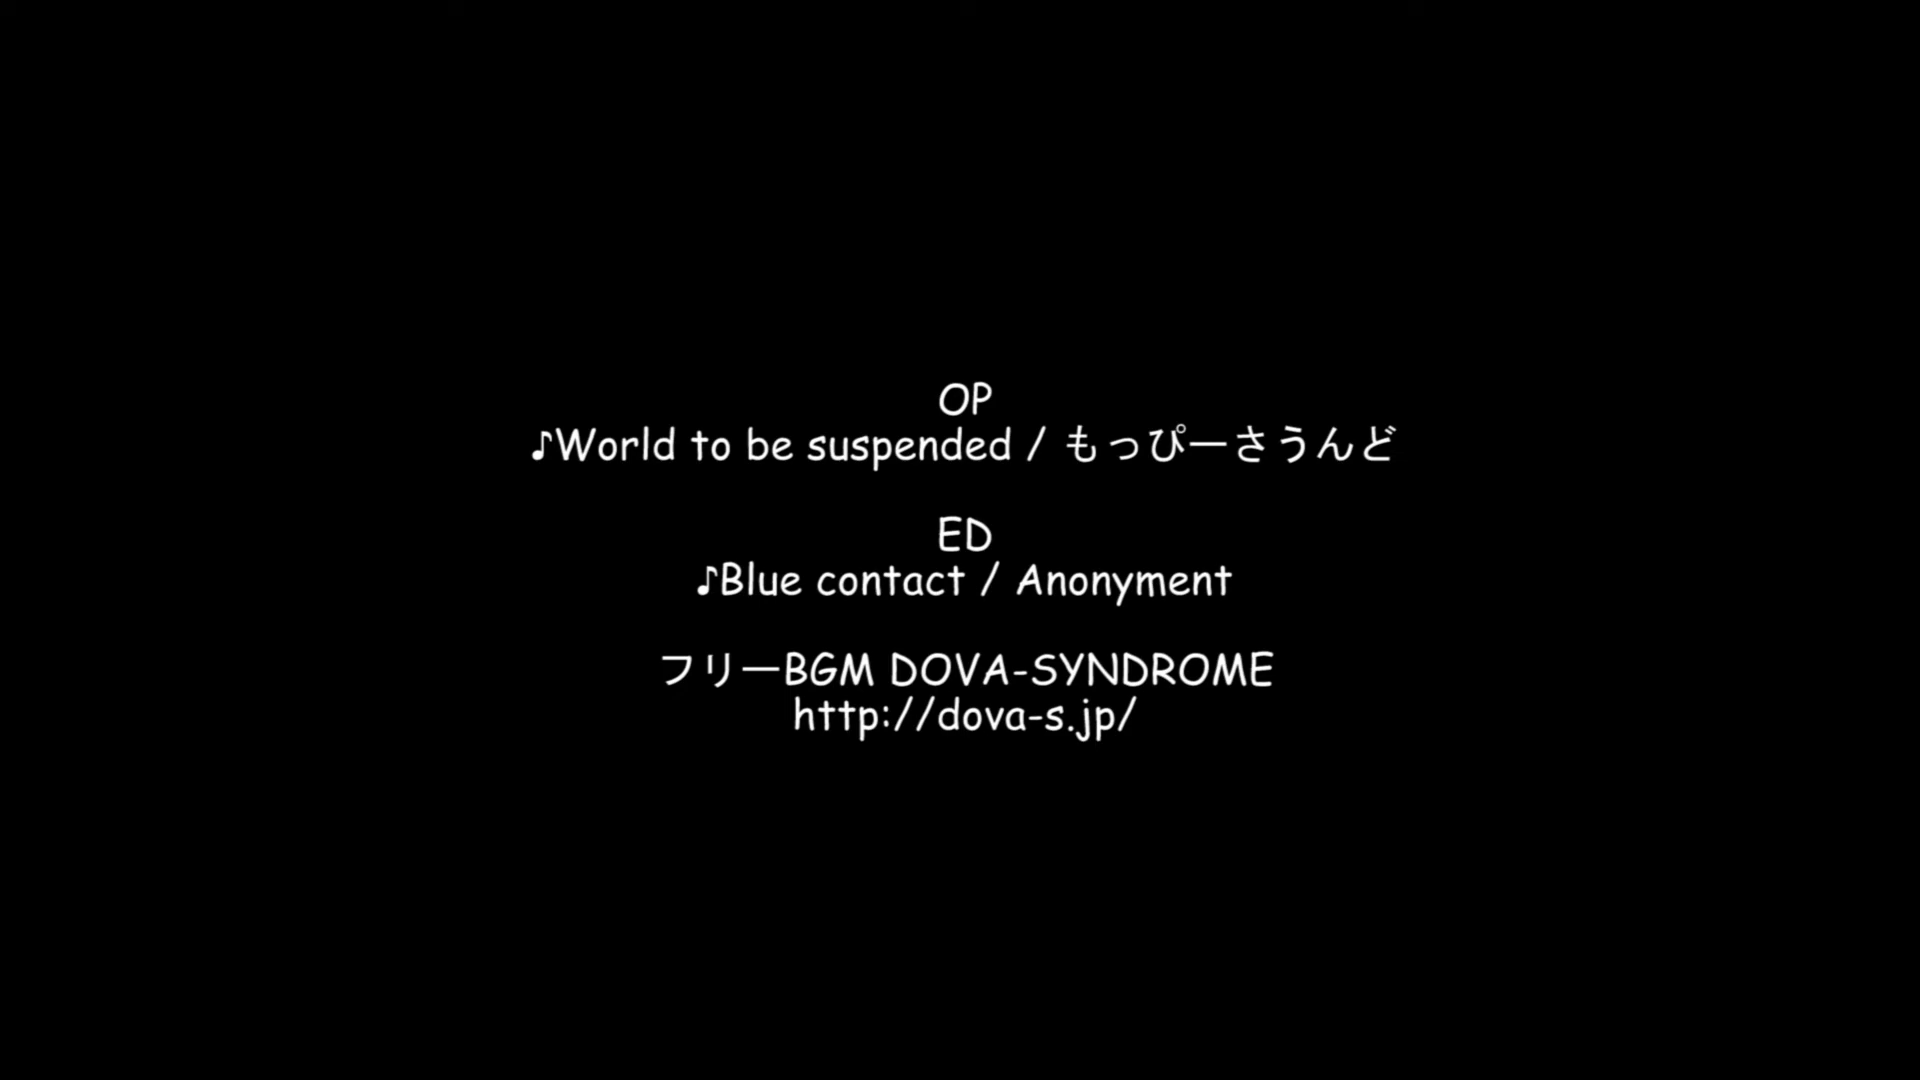 OP
♪World to be suspended / もっぴーさうんど
ED
♪Blue contact / Anonyment
フリーBGM DOVA-SYNDROME
http://dova-s.jp/